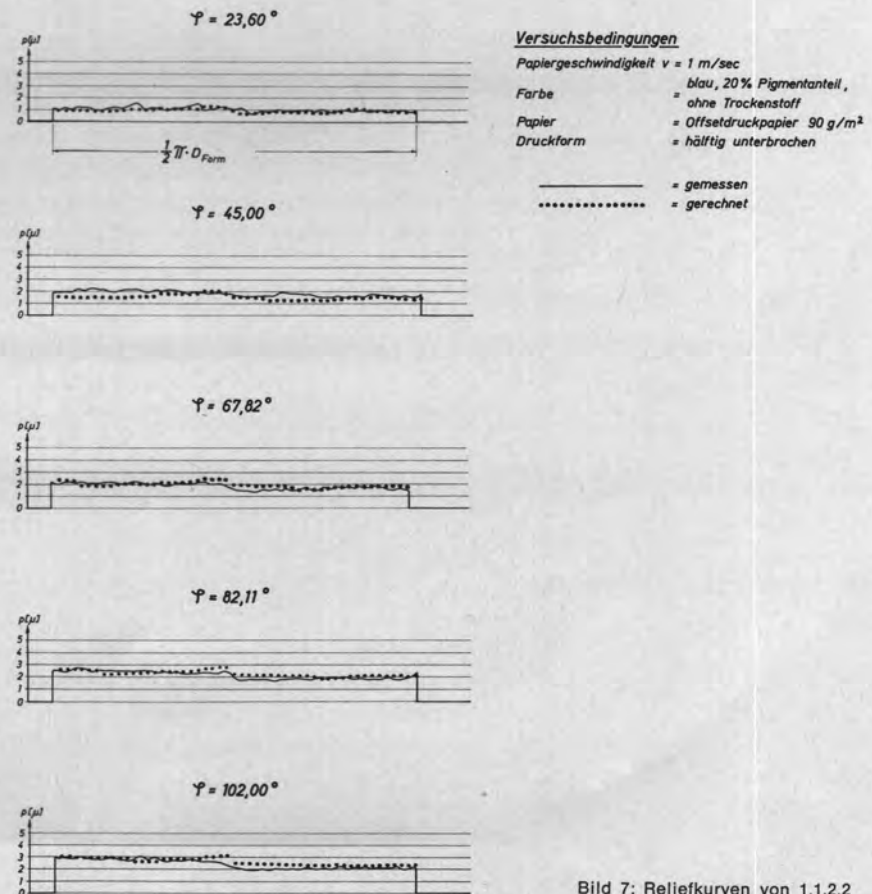 φ = 23,60°
p[μ]
5
4
3
2
1
0
½ π·D Form
Versuchsbedingungen
Papiergeschwindigkeit v = 1 m/sec
Farbe = blau, 20% Pigmentanteil,
ohne Trockenstoff
Papier = Offsetdruckpapier 90 g/m²
Druckform = hälftig unterbrochen
= gemessen
= gerechnet
φ = 45,00°
p[μ]
5
4
3
2
1
0
φ = 67,82°
p[μ]
5
4
3
2
1
0
φ = 82,11°
p[μ]
5
4
3
2
1
0
φ = 102,00°
p[μ]
5
4
3
2
1
0
Bild 7: Reliefkurven von 1.1.2.2